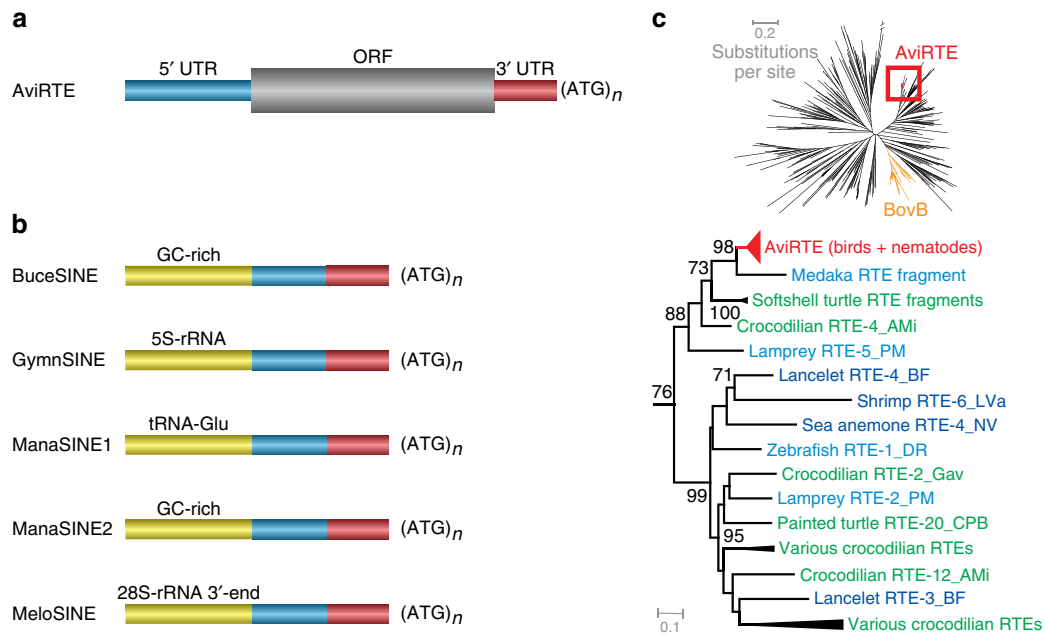 a
5′ UTR
ORF
3′ UTR
AviRTE
(ATG)n
b
GC-rich
BuceSINE
(ATG)n
5S-rRNA
GymnSINE
(ATG)n
tRNA-Glu
ManaSINE1
(ATG)n
GC-rich
ManaSINE2
(ATG)n
28S-rRNA 3′-end
MeloSINE
(ATG)n
c
0.2
Substitutions
per site
AviRTE
BovB
98
AviRTE (birds + nematodes)
73
Medaka RTE fragment
Softshell turtle RTE fragments
100
88
Crocodilian RTE-4_AMi
Lamprey RTE-5_PM
76
71
Lancelet RTE-4_BF
Shrimp RTE-6_LVa
Sea anemone RTE-4_NV
Zebrafish RTE-1_DR
99
Crocodilian RTE-2_Gav
Lamprey RTE-2_PM
Painted turtle RTE-20_CPB
95
Various crocodilian RTEs
Crocodilian RTE-12_AMi
Lancelet RTE-3_BF
Various crocodilian RTEs
0.1